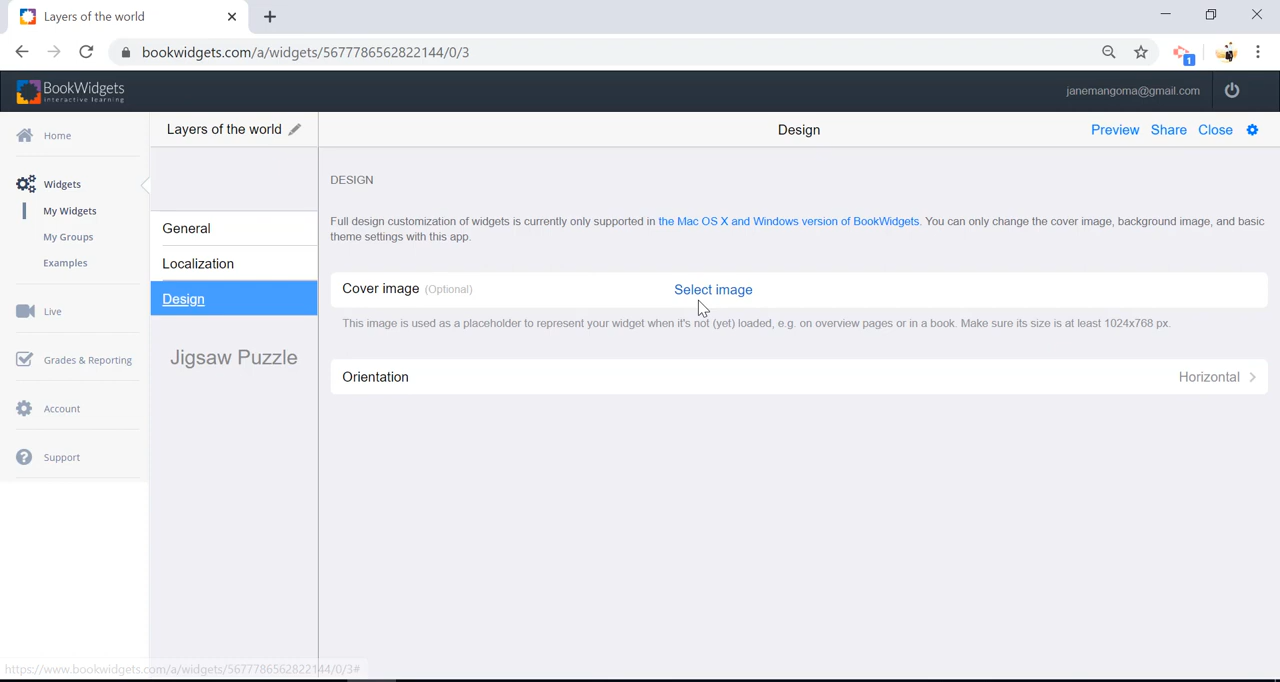 Layers of the world
bookwidgets.com/a/widgets/5677786562822144/0/3
1
BookWidgets
interactive learning
janemangoma@gmail.com
Home
Widgets
My Widgets
My Groups
Examples
Live
Grades & Reporting
Account
Support
Layers of the world
Design
Preview Share Close
General
Localization
Design
Jigsaw Puzzle
DESIGN
Full design customization of widgets is currently only supported in the Mac OS X and Windows version of BookWidgets. You can only change the cover image, background image, and basic
theme settings with this app.
Cover image (Optional) Select image
This image is used as a placeholder to represent your widget when it's not (yet) loaded, e.g. on overview pages or in a book. Make sure its size is at least 1024x768 px.
Orientation Horizontal
https://www.bookwidgets.com/a/widgets/5677786562822144/0/3#